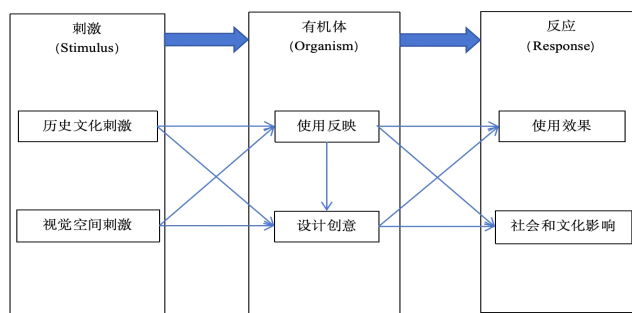 刺激
(Stimulus)
有机体
(Organism)
反应
(Response)
历史文化刺激
使用反映
使用效果
视觉空间刺激
设计创意
社会和文化影响